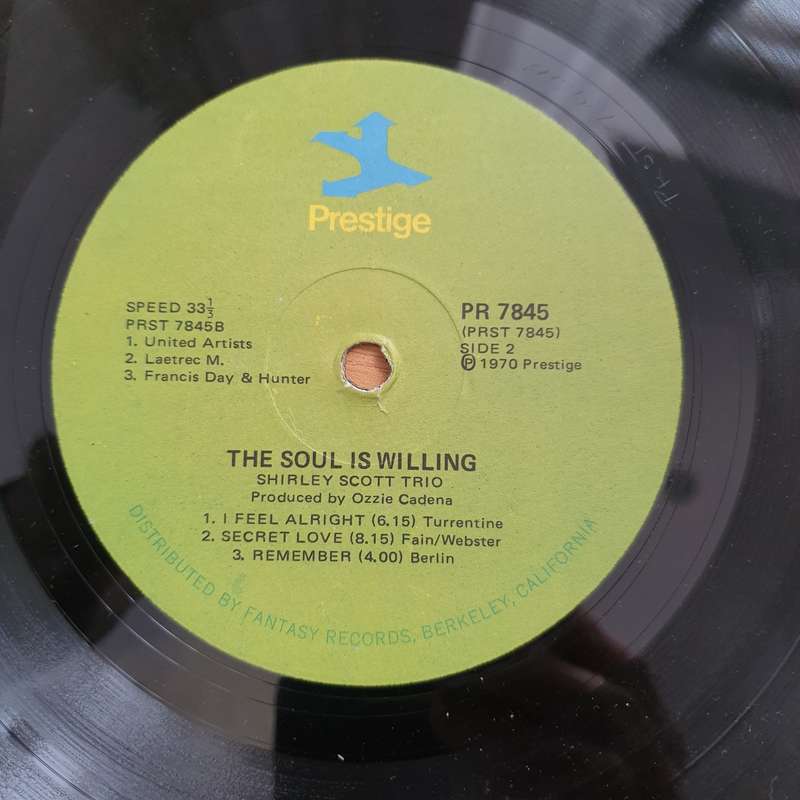 Prestige
SPEED 33⅓
PRST 7845B
1. United Artists
2. Laetrec M.
3. Francis Day & Hunter
PR 7845
(PRST 7845)
SIDE 2
Ⓟ 1970 Prestige
THE SOUL IS WILLING
SHIRLEY SCOTT TRIO
Produced by Ozzie Cadena
1. I FEEL ALRIGHT (6.15) Turrentine
2. SECRET LOVE (8.15) Fain/Webster
3. REMEMBER (4.00) Berlin
DISTRIBUTED BY FANTASY RECORDS, BERKELEY, CALIFORNIA
PRST